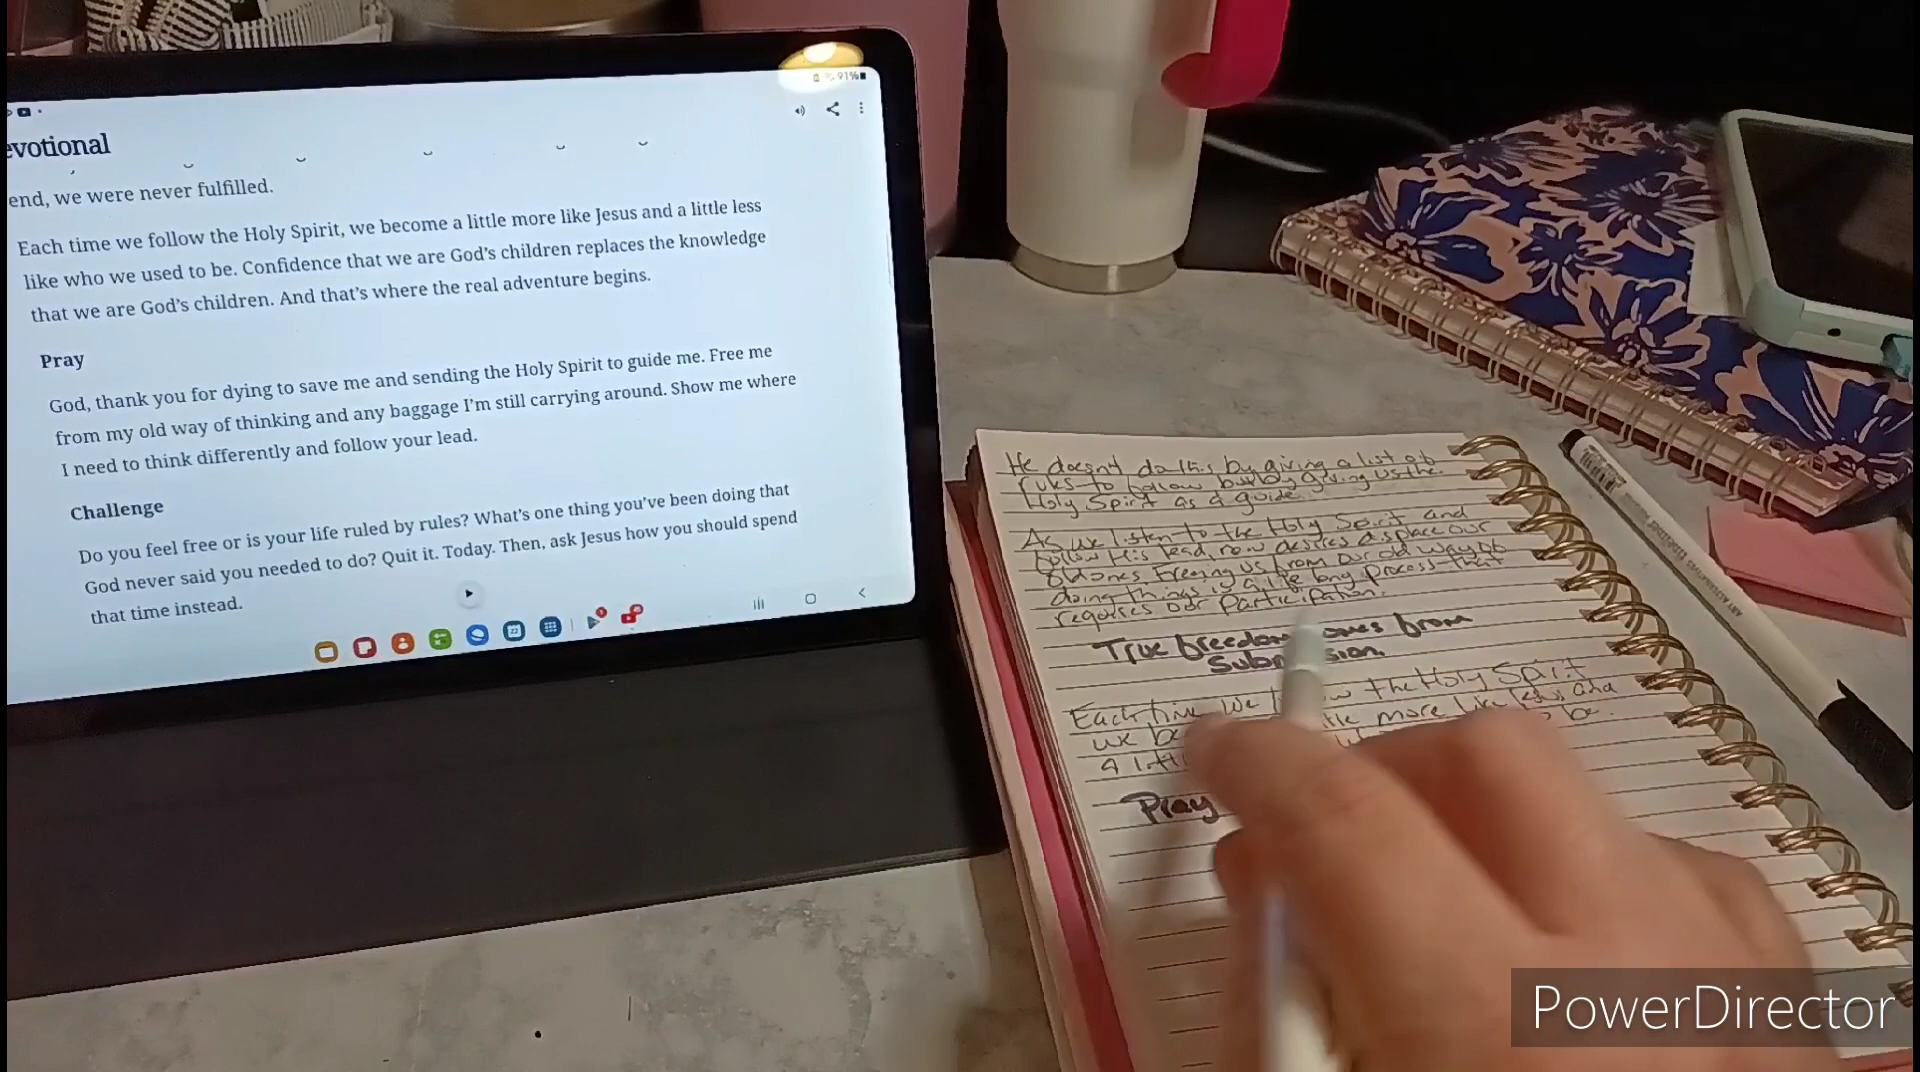 91%
evotional
end, we were never fulfilled.
Each time we follow the Holy Spirit, we become a little more like Jesus and a little less
like who we used to be. Confidence that we are God's children replaces the knowledge
that we are God's children. And that's where the real adventure begins.
Pray
God, thank you for dying to save me and sending the Holy Spirit to guide me. Free me
from my old way of thinking and any baggage I'm still carrying around. Show me where
I need to think differently and follow your lead.
Challenge
Do you feel free or is your life ruled by rules? What's one thing you've been doing that
God never said you needed to do? Quit it. Today. Then, ask Jesus how you should spend
that time instead.
He doesn't do this by giving a list of
rules to follow but by giving us the
Holy Spirit as a guide.
As we listen to the Holy Spirit and
follow His lead, new desires displace our
old ones. Freeing us from our old way of
doing things is a life long process that
requires our participation.
True freedom comes from
Submission.
Each time we the Holy Spirit
we more like Jesus and
a be.
Pray
PowerDirector